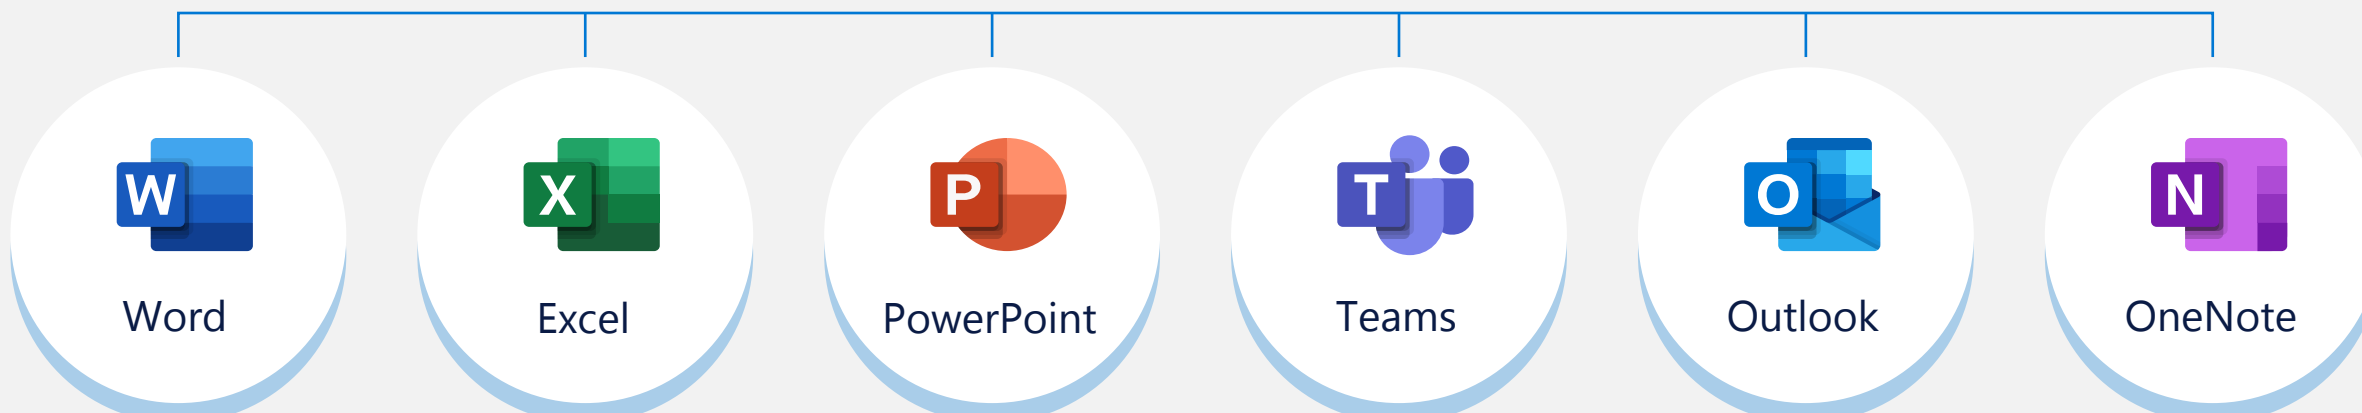 W
X
P
T
O
N
Word
Excel
PowerPoint
Teams
Outlook
OneNote